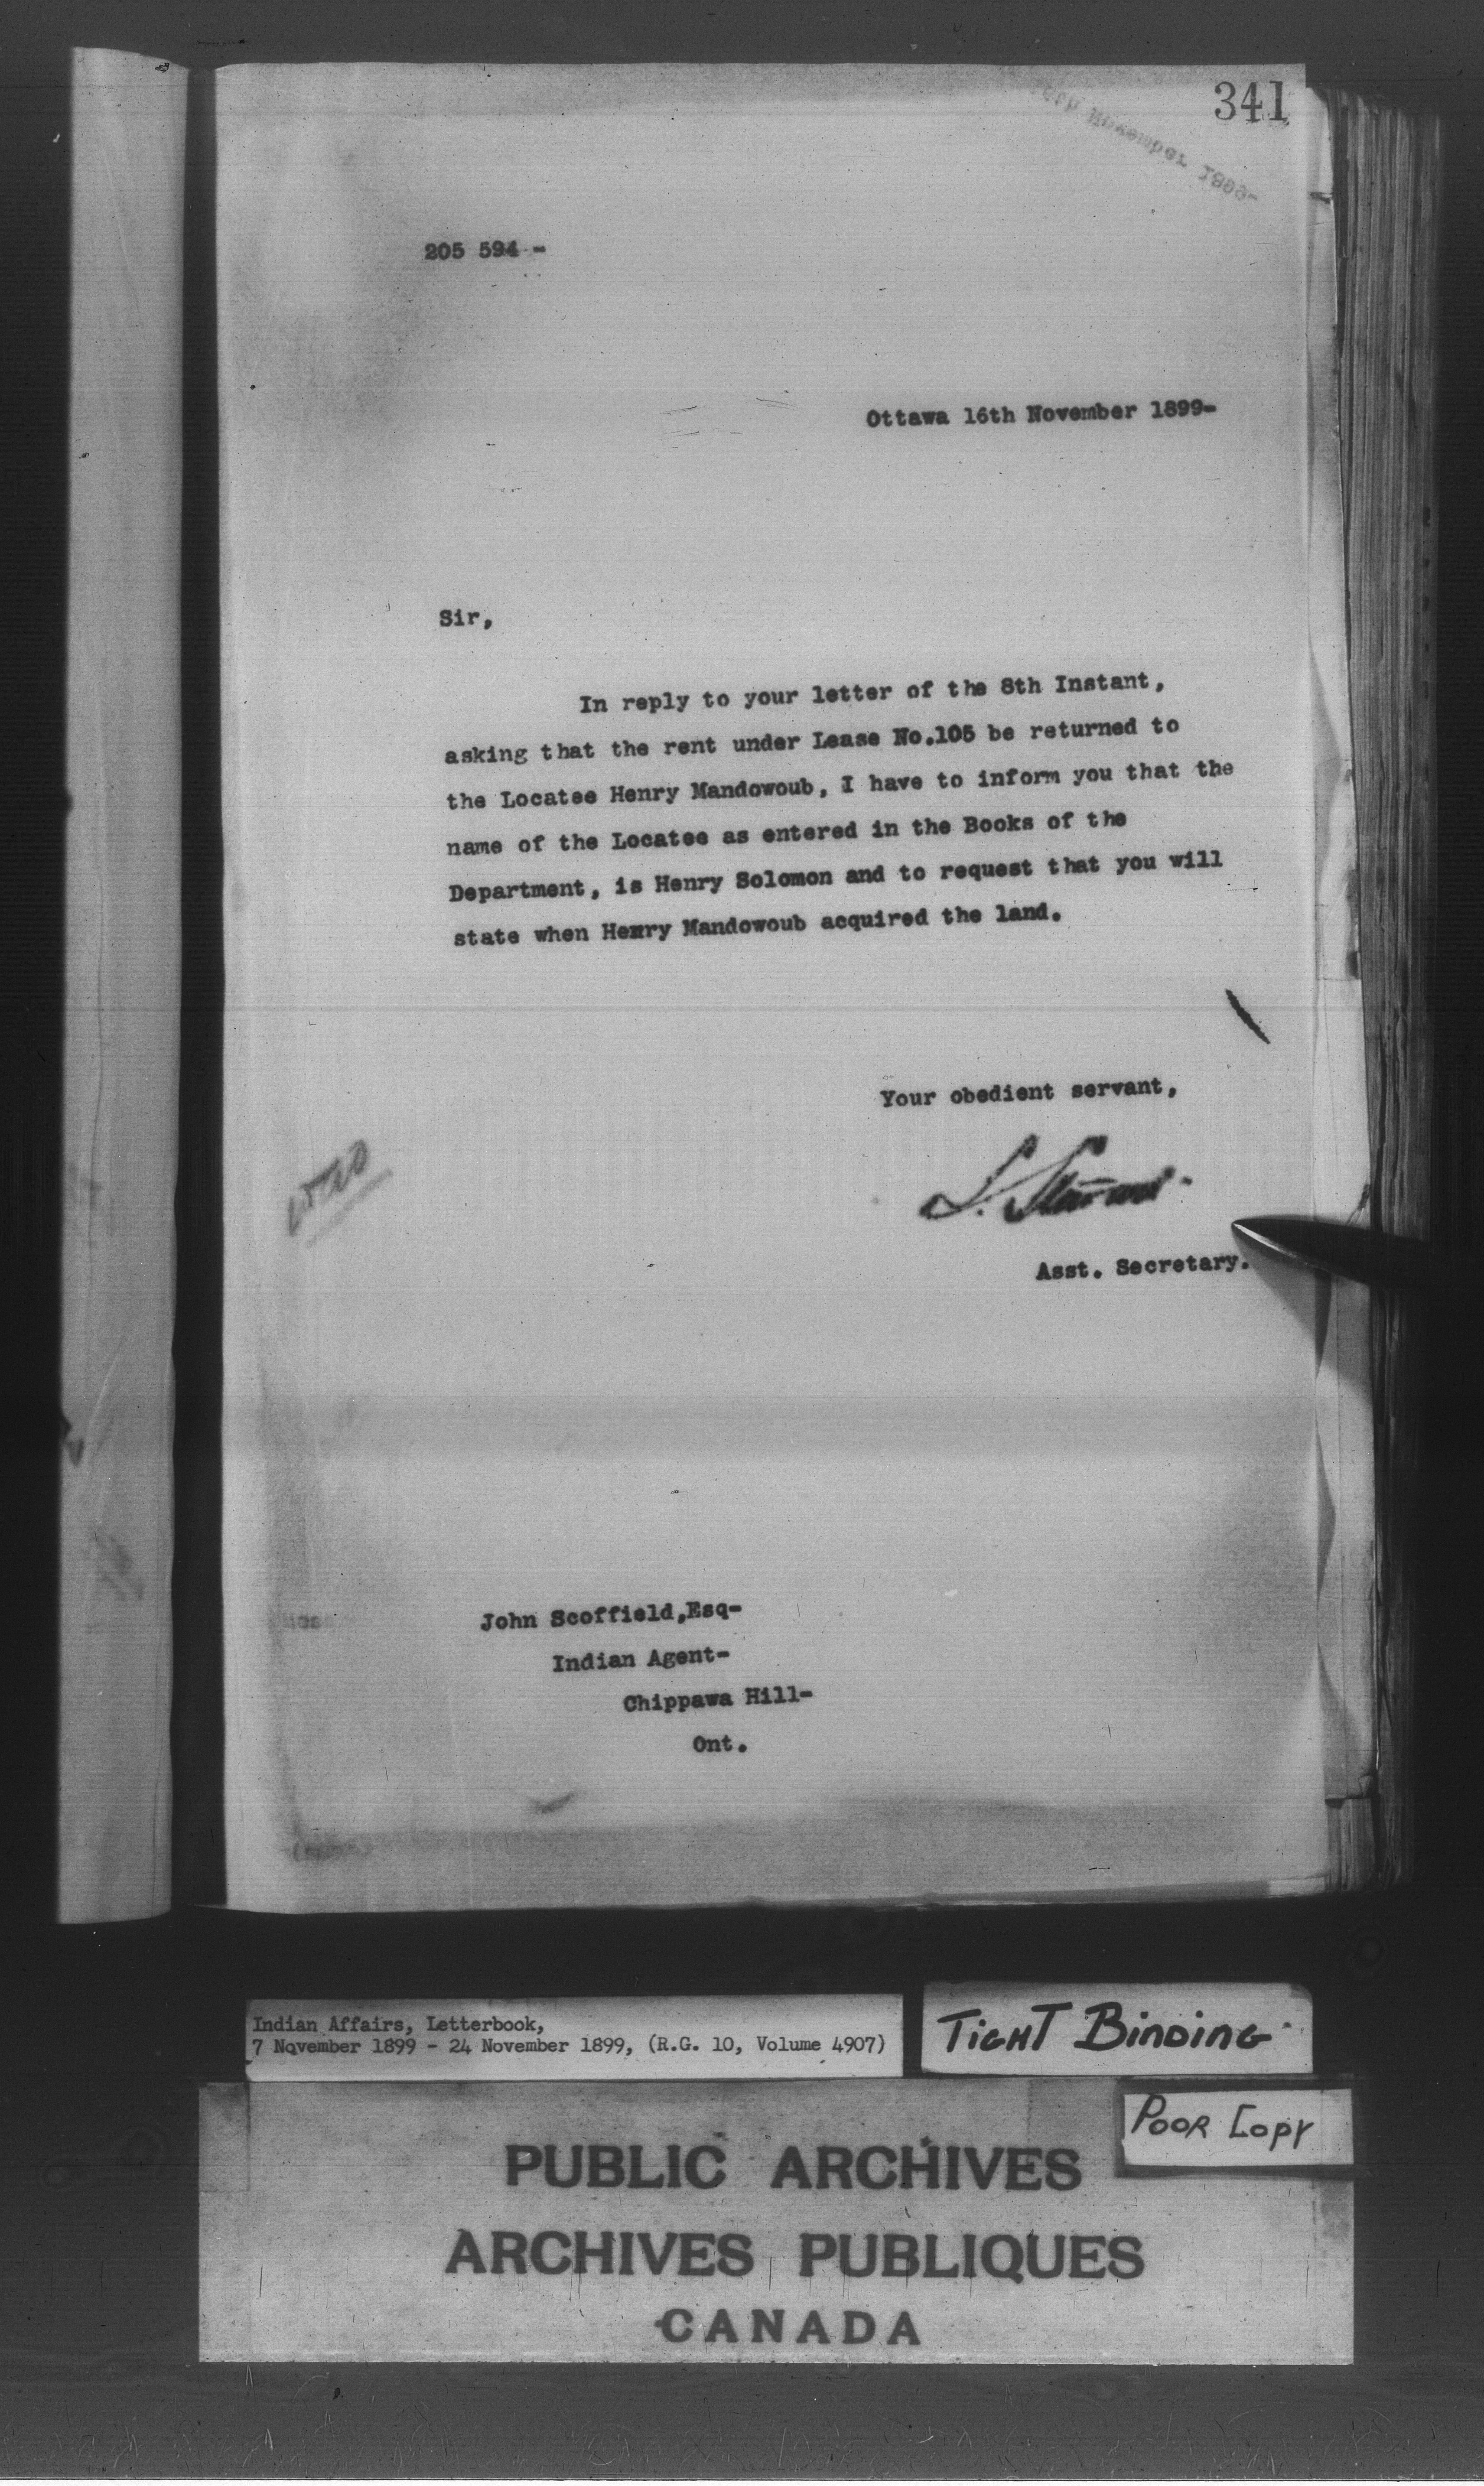 341
205 594 -
Ottawa 16th November 1899-
Sir,
In reply to your letter of the 8th Instant,
asking that the rent under Lease No.105 be returned to
the Locatee Henry Mandowoub, I have to inform you that the
name of the Locatee as entered in the Books of the
Department, is Henry Solomon and to request that you will
state when Henry Mandowoub acquired the land.
Your obedient servant,
Asst. Secretary.
John Scoffield,Esq-
Indian Agent-
Chippawa Hill-
Ont.
Indian Affairs, Letterbook,
7 November 1899 - 24 November 1899, (R.G. 10, Volume 4907)
TIGHT BINDING
POOR COPY
PUBLIC ARCHIVES
ARCHIVES PUBLIQUES
CANADA